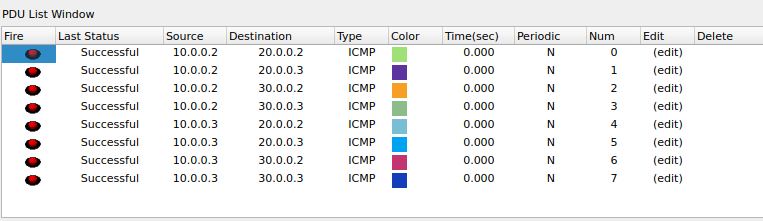 PDU List Window
Fire Last Status Source Destination Type Color Time(sec) Periodic Num Edit Delete
Successful 10.0.0.2 20.0.0.2 ICMP 0.000 N 0 (edit)
Successful 10.0.0.2 20.0.0.3 ICMP 0.000 N 1 (edit)
Successful 10.0.0.2 30.0.0.2 ICMP 0.000 N 2 (edit)
Successful 10.0.0.2 30.0.0.3 ICMP 0.000 N 3 (edit)
Successful 10.0.0.3 20.0.0.2 ICMP 0.000 N 4 (edit)
Successful 10.0.0.3 20.0.0.3 ICMP 0.000 N 5 (edit)
Successful 10.0.0.3 30.0.0.2 ICMP 0.000 N 6 (edit)
Successful 10.0.0.3 30.0.0.3 ICMP 0.000 N 7 (edit)